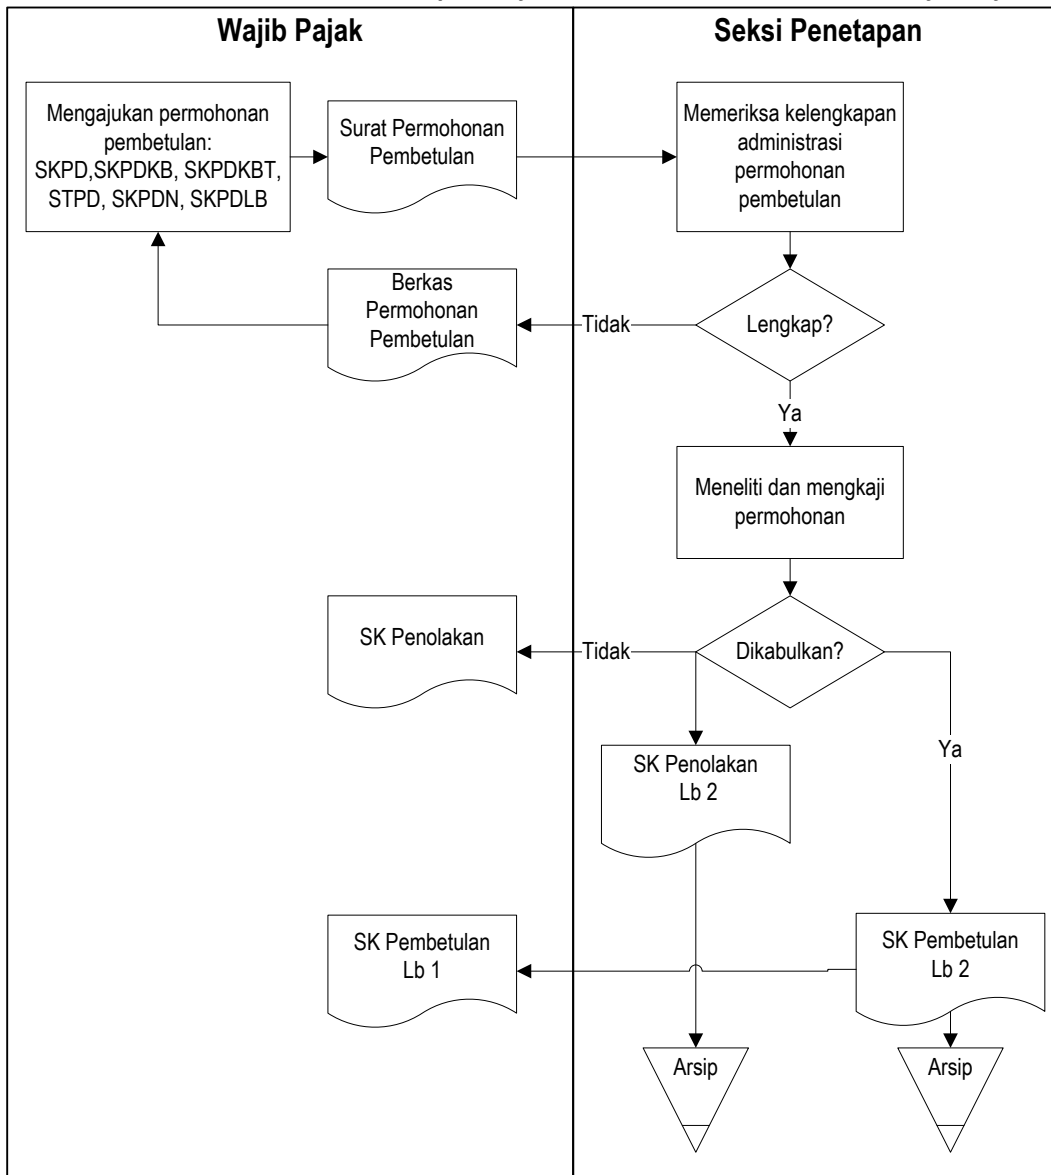 Wajib Pajak
Seksi Penetapan
Mengajukan permohonan
pembetulan:
SKPD,SKPDKB, SKPDKBT,
STPD, SKPDN, SKPDLB
Surat Permohonan
Pembetulan
Memeriksa kelengkapan
administrasi
permohonan
pembetulan
Berkas
Permohonan
Pembetulan
Tidak
Lengkap?
Ya
Meneliti dan mengkaji
permohonan
SK Penolakan
Tidak
Dikabulkan?
SK Penolakan
Lb 2
Ya
SK Pembetulan
Lb 1
SK Pembetulan
Lb 2
Arsip
Arsip